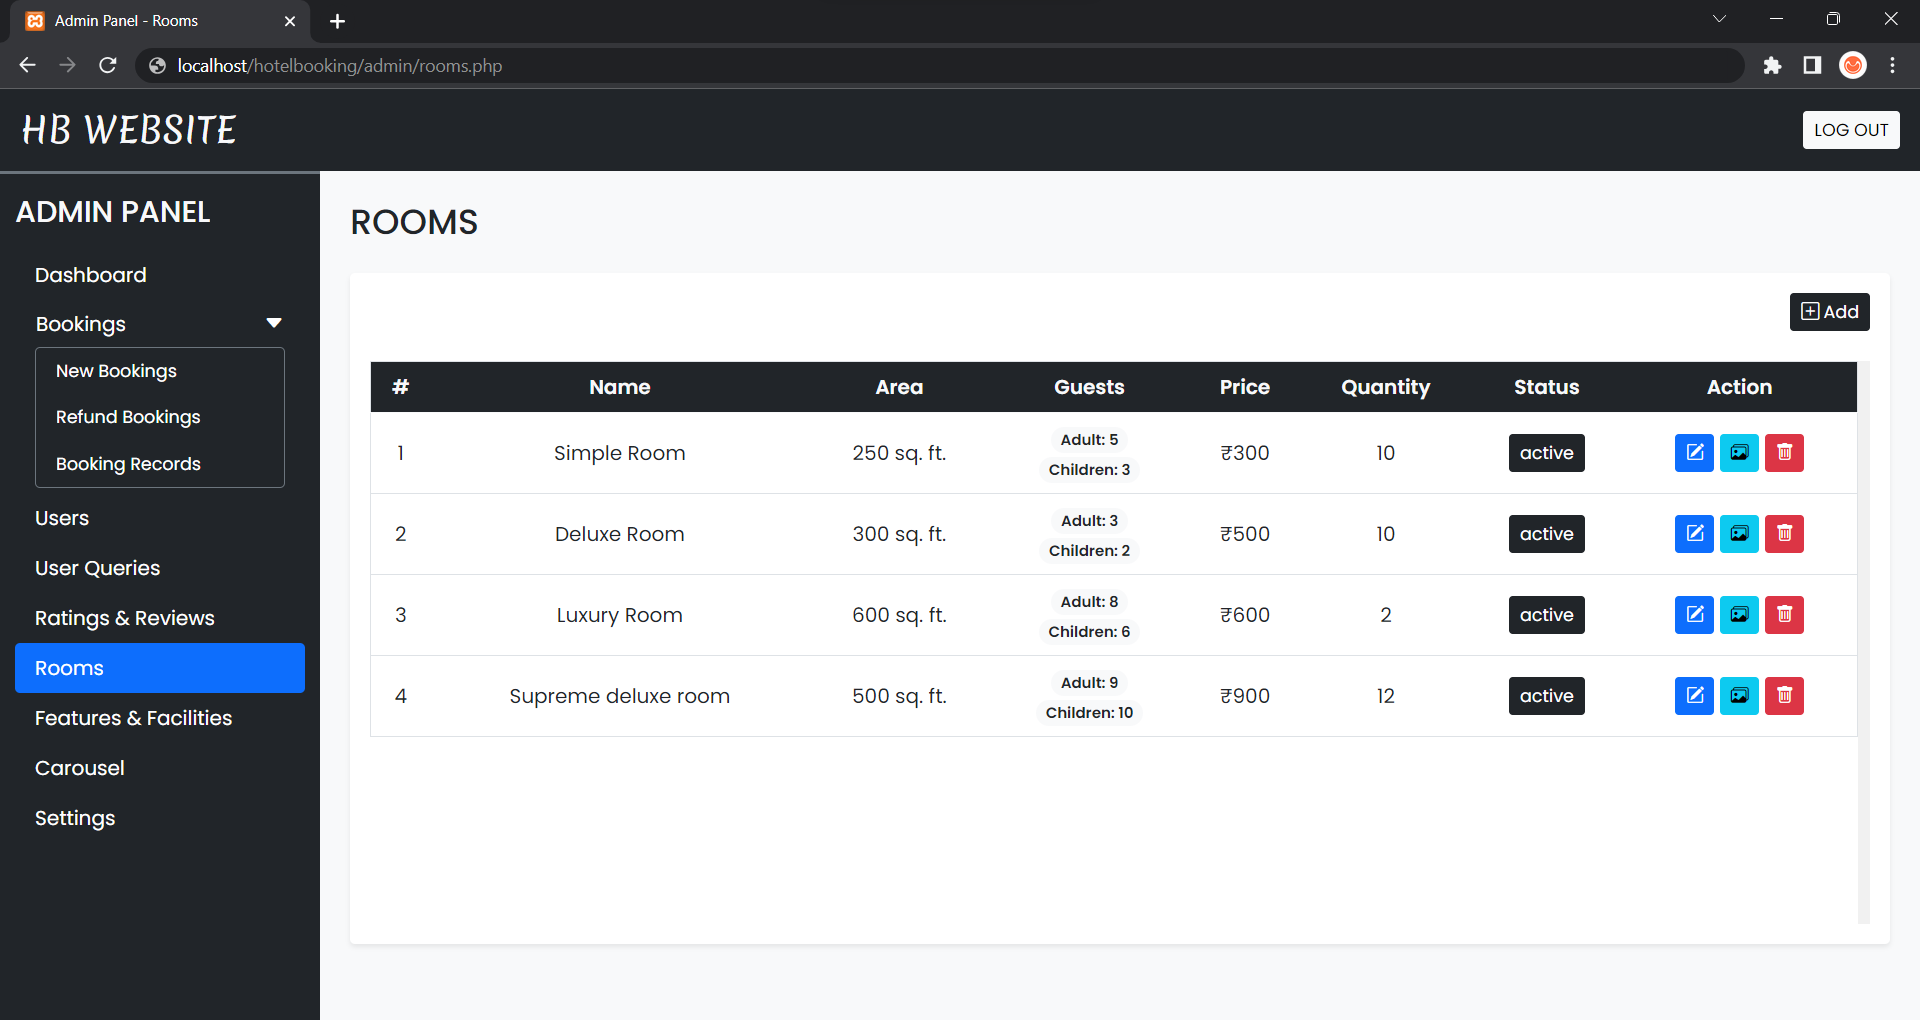 Admin Panel - Rooms
localhost/hotelbooking/admin/rooms.php
HB WEBSITE
LOG OUT
ADMIN PANEL
Dashboard
Bookings
New Bookings
Refund Bookings
Booking Records
Users
User Queries
Ratings & Reviews
Rooms
Features & Facilities
Carousel
Settings
ROOMS
Add
# Name Area Guests Price Quantity Status Action
1 Simple Room 250 sq. ft. Adult: 5 Children: 3 ₹300 10 active
2 Deluxe Room 300 sq. ft. Adult: 3 Children: 2 ₹500 10 active
3 Luxury Room 600 sq. ft. Adult: 8 Children: 6 ₹600 2 active
4 Supreme deluxe room 500 sq. ft. Adult: 9 Children: 10 ₹900 12 active